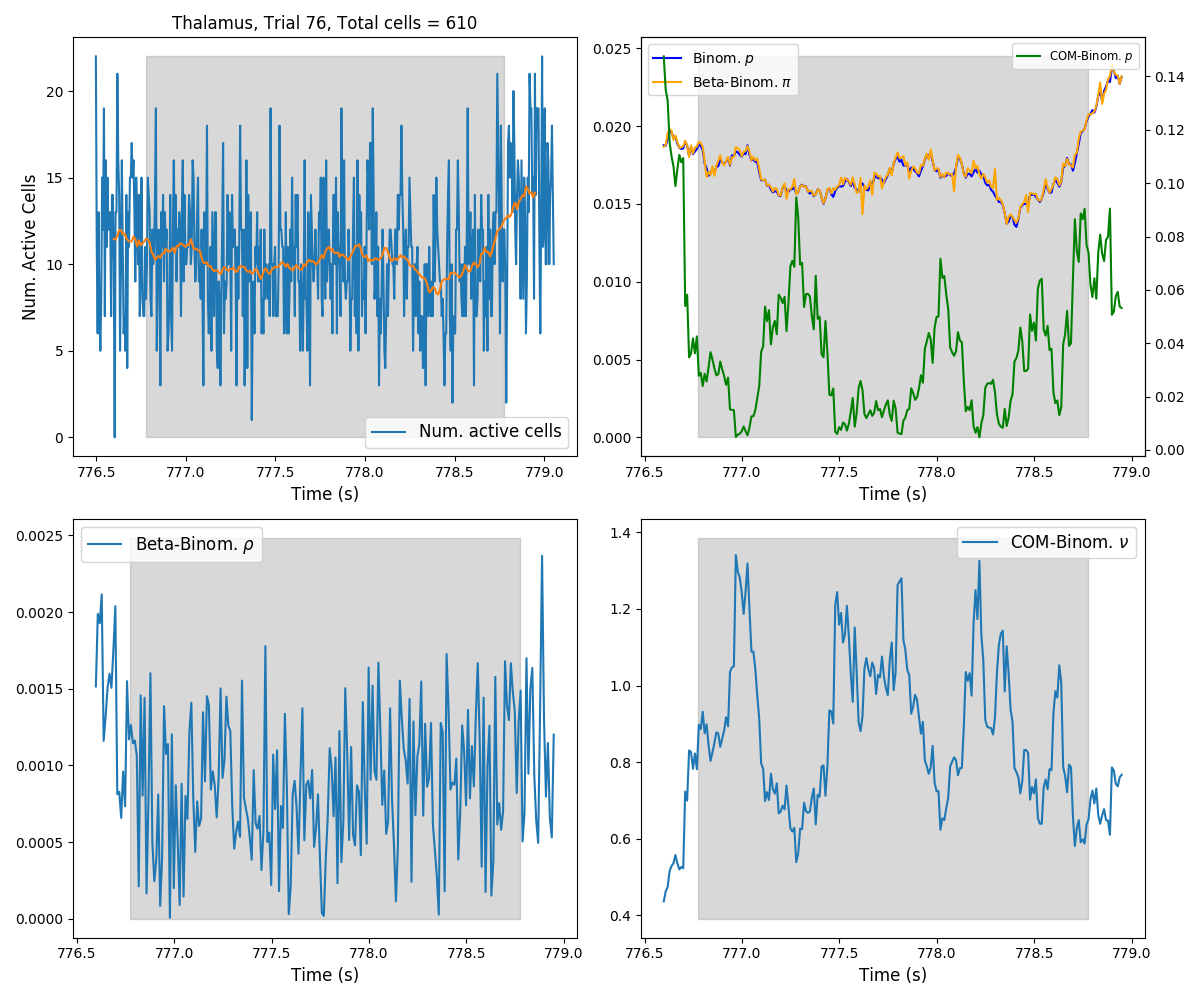 Thalamus, Trial 76, Total cells = 610
Num. Active Cells
20
15
10
5
0
Num. active cells
776.5 777.0 777.5 778.0 778.5 779.0
Time (s)
Binom. p
Beta-Binom. π
COM-Binom. p
0.025
0.020
0.015
0.010
0.005
0.000
0.14
0.12
0.10
0.08
0.06
0.04
0.02
0.00
776.5 777.0 777.5 778.0 778.5 779.0
Time (s)
Beta-Binom. ρ
0.0025
0.0020
0.0015
0.0010
0.0005
0.0000
776.5 777.0 777.5 778.0 778.5 779.0
Time (s)
COM-Binom. ν
1.4
1.2
1.0
0.8
0.6
0.4
776.5 777.0 777.5 778.0 778.5 779.0
Time (s)